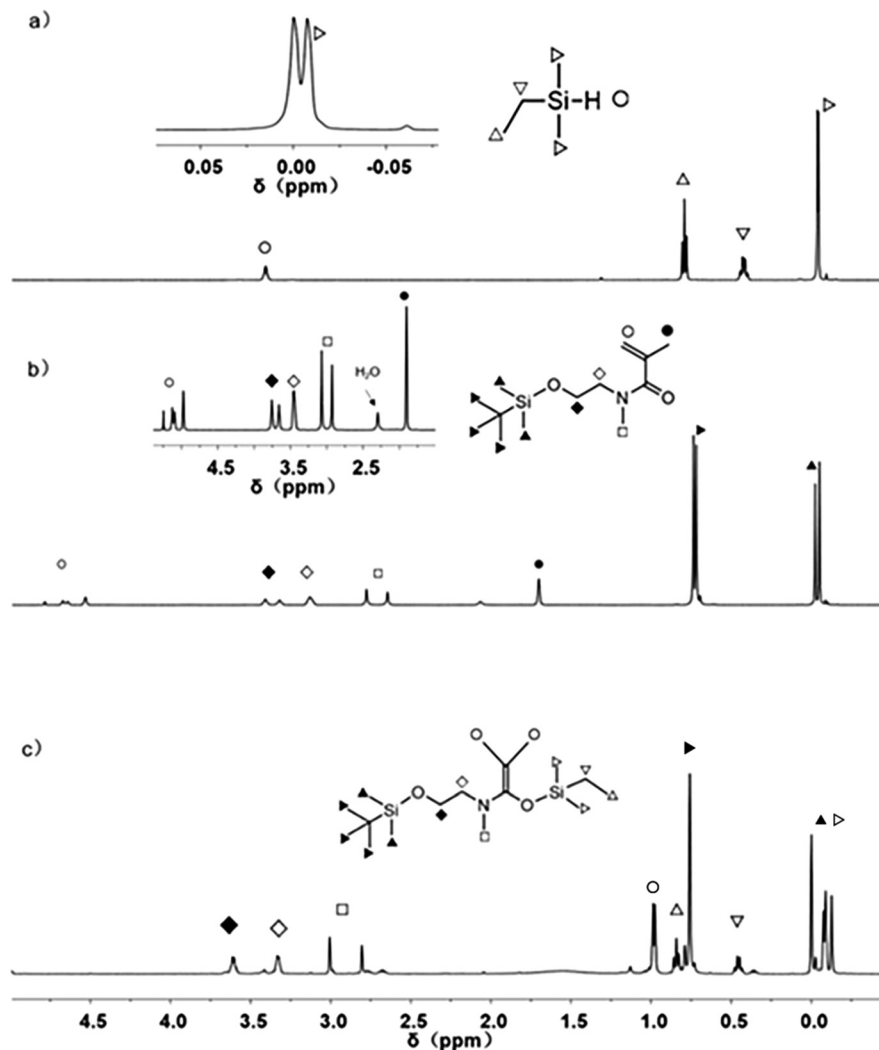 a)
Si-H
0.05 0.00 -0.05
δ (ppm)
b)
H₂O
Si O N O
4.5 3.5 2.5
δ (ppm)
c)
Si O N O Si
4.5 4.0 3.5 3.0 2.5 2.0 1.5 1.0 0.5 0.0
δ (ppm)